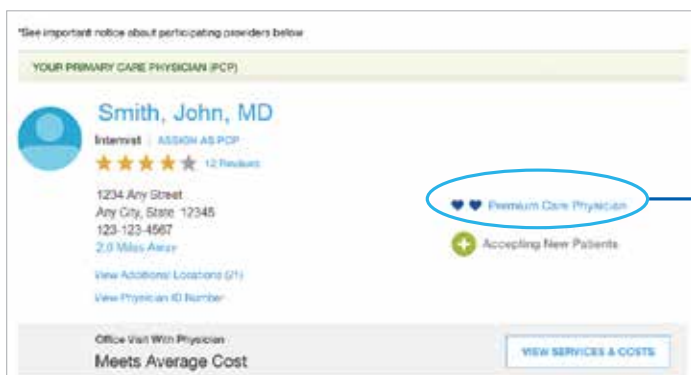 *See important notice about participating providers below
YOUR PRIMARY CARE PHYSICIAN (PCP)
Smith, John, MD
Internist | ASSIGN AS PCP
12 Reviews
1234 Any Street
Any City, State 12345
123-123-4567
2.0 Miles Away
View Additional Locations (21)
View Physician ID Number
Premium Care Physician
Accepting New Patients
Office Visit With Physician
Meets Average Cost
VIEW SERVICES & COSTS